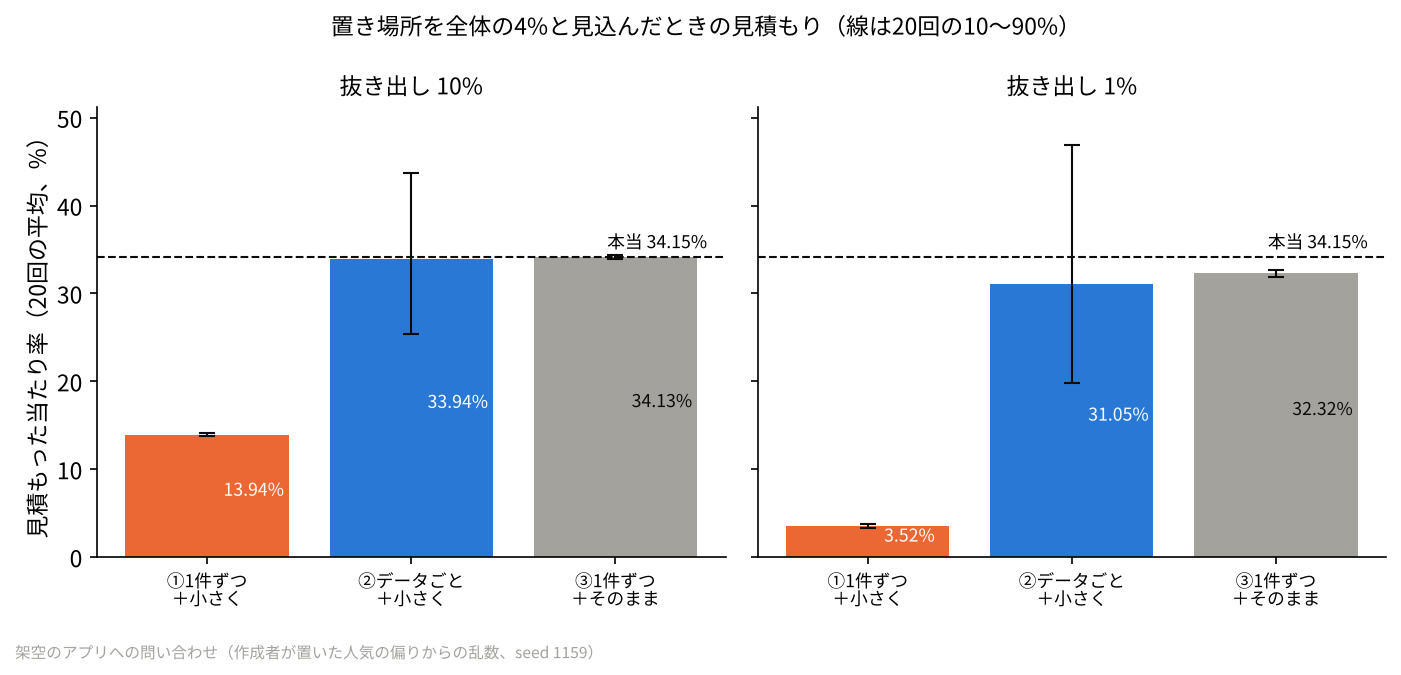 置き場所を全体の4%と見込んだときの見積もり（線は20回の10〜90%）
抜き出し 10%
見積もった当たり率（20回の平均、%）
50
40
30
20
10
0
本当 34.15%
13.94%
33.94%
34.13%
①1件ずつ
＋小さく
②データごと
＋小さく
③1件ずつ
＋そのまま
抜き出し 1%
本当 34.15%
3.52%
31.05%
32.32%
①1件ずつ
＋小さく
②データごと
＋小さく
③1件ずつ
＋そのまま
架空のアプリへの問い合わせ（作成者が置いた人気の偏りからの乱数、seed 1159）